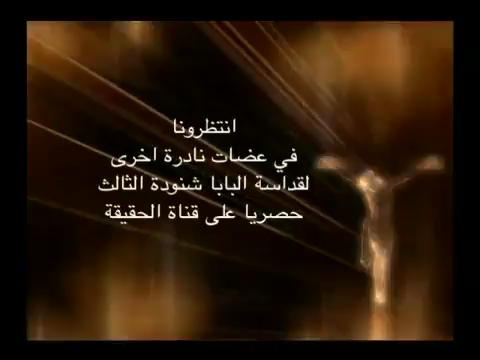 انتظرونا
في عضات نادرة اخرى
لقداسة البابا شنودة الثالث
حصريا على قناة الحقيقة